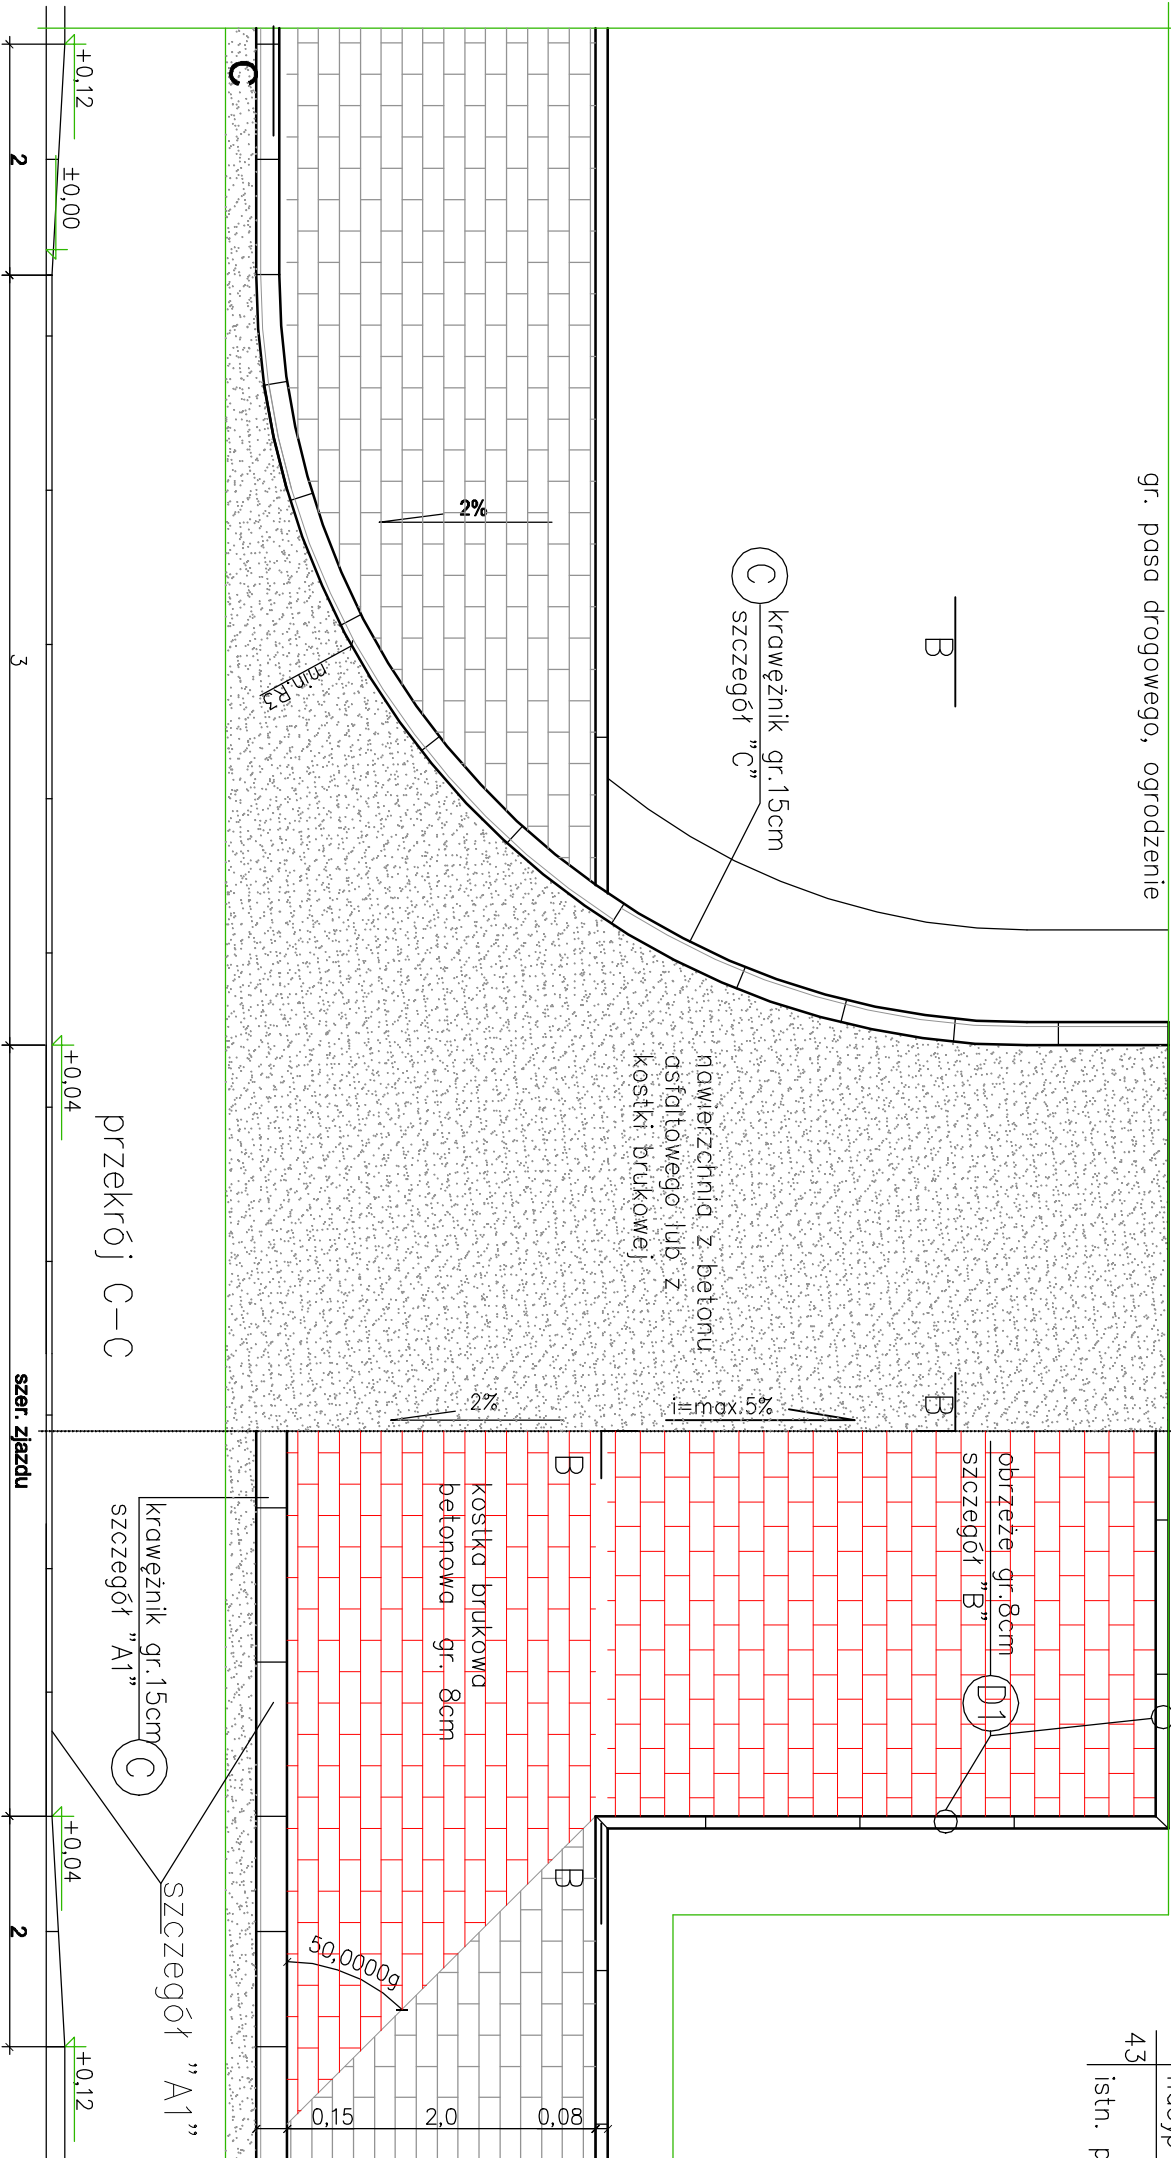 gr. pasa drogowego, ogrodzenie
B
C
krawężnik gr.15cm
szczegół "C"
2%
min.R3
C
nawierzchnia z betonu
asfaltowego lub z
kostki brukowej
i=max.5%
2%
B
B
obrzeże gr.8cm
szczegół "B"
D1
kostka brukowa
betonowa gr. 8cm
B
50,0000g
0,15
2,0
0,08
43
istn. p
krawężnik gr.15cm
szczegół "A1"
C
szczegół "A1"
przekrój C-C
+0,12
±0,00
+0,04
+0,04
+0,12
2
3
szer. zjazdu
2